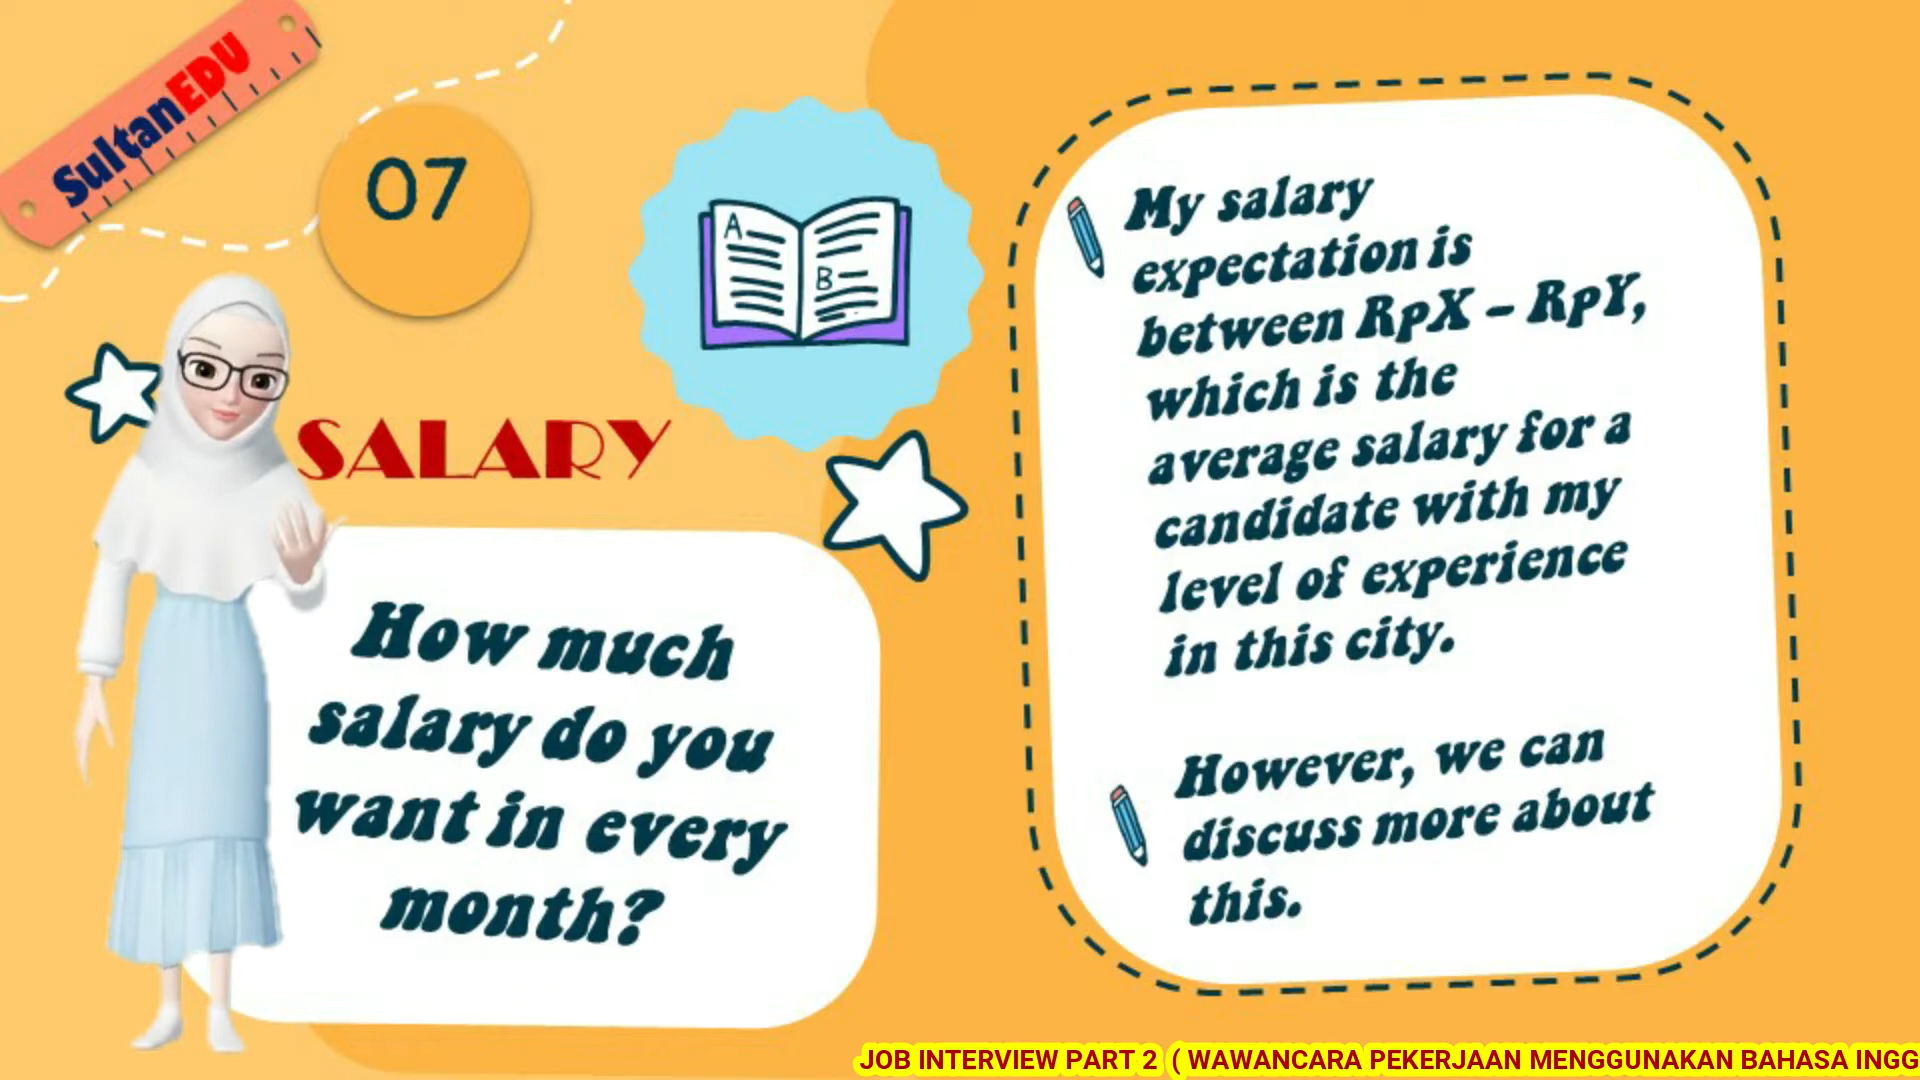 SultanEDU
07
A
B
SALARY
How much
salary do you
want in every
month?
My salary
expectation is
between RpX - RpY,
which is the
average salary for a
candidate with my
level of experience
in this city.
However, we can
discuss more about
this.
JOB INTERVIEW PART 2 ( WAWANCARA PEKERJAAN MENGGUNAKAN BAHASA INGG